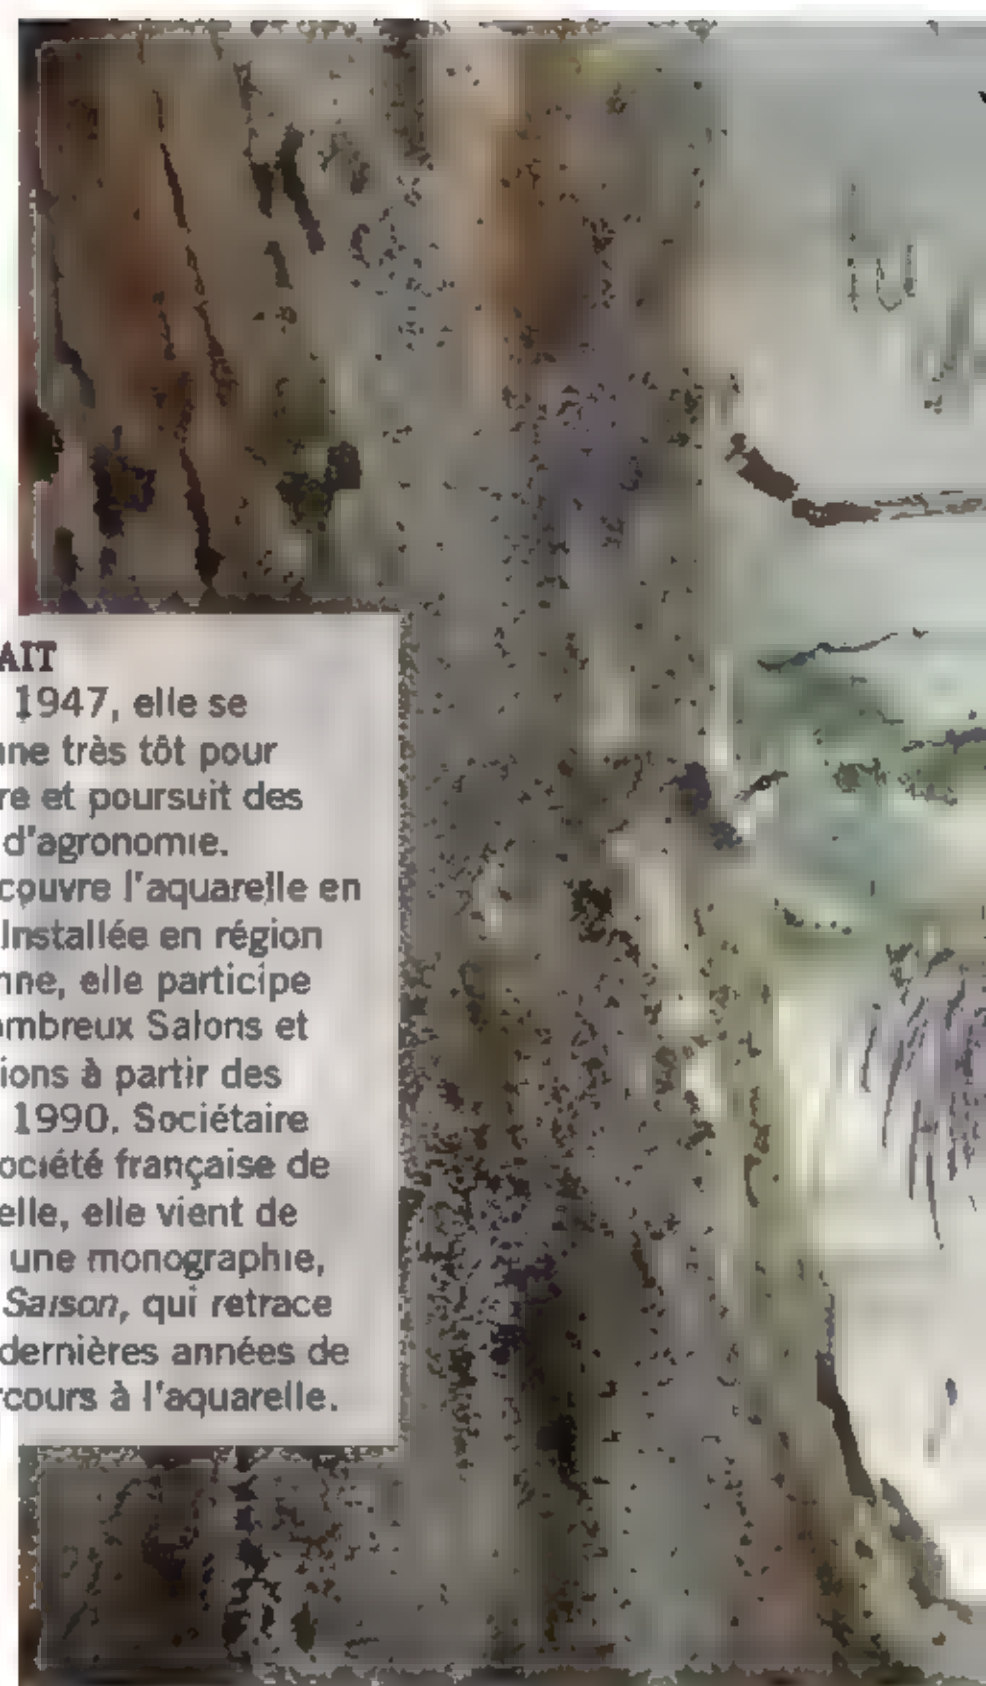 AIT
1947, elle se
nne très tôt pour
re et poursuit des
d'agronomie.
couvre l'aquarelle en
Installée en région
nne, elle participe
ombreux Salons et
ions à partir des
1990. Sociétaire
ociété française de
elle, elle vient de
une monographie,
Saison, qui retrace
dernières années de
rcours à l'aquarelle.